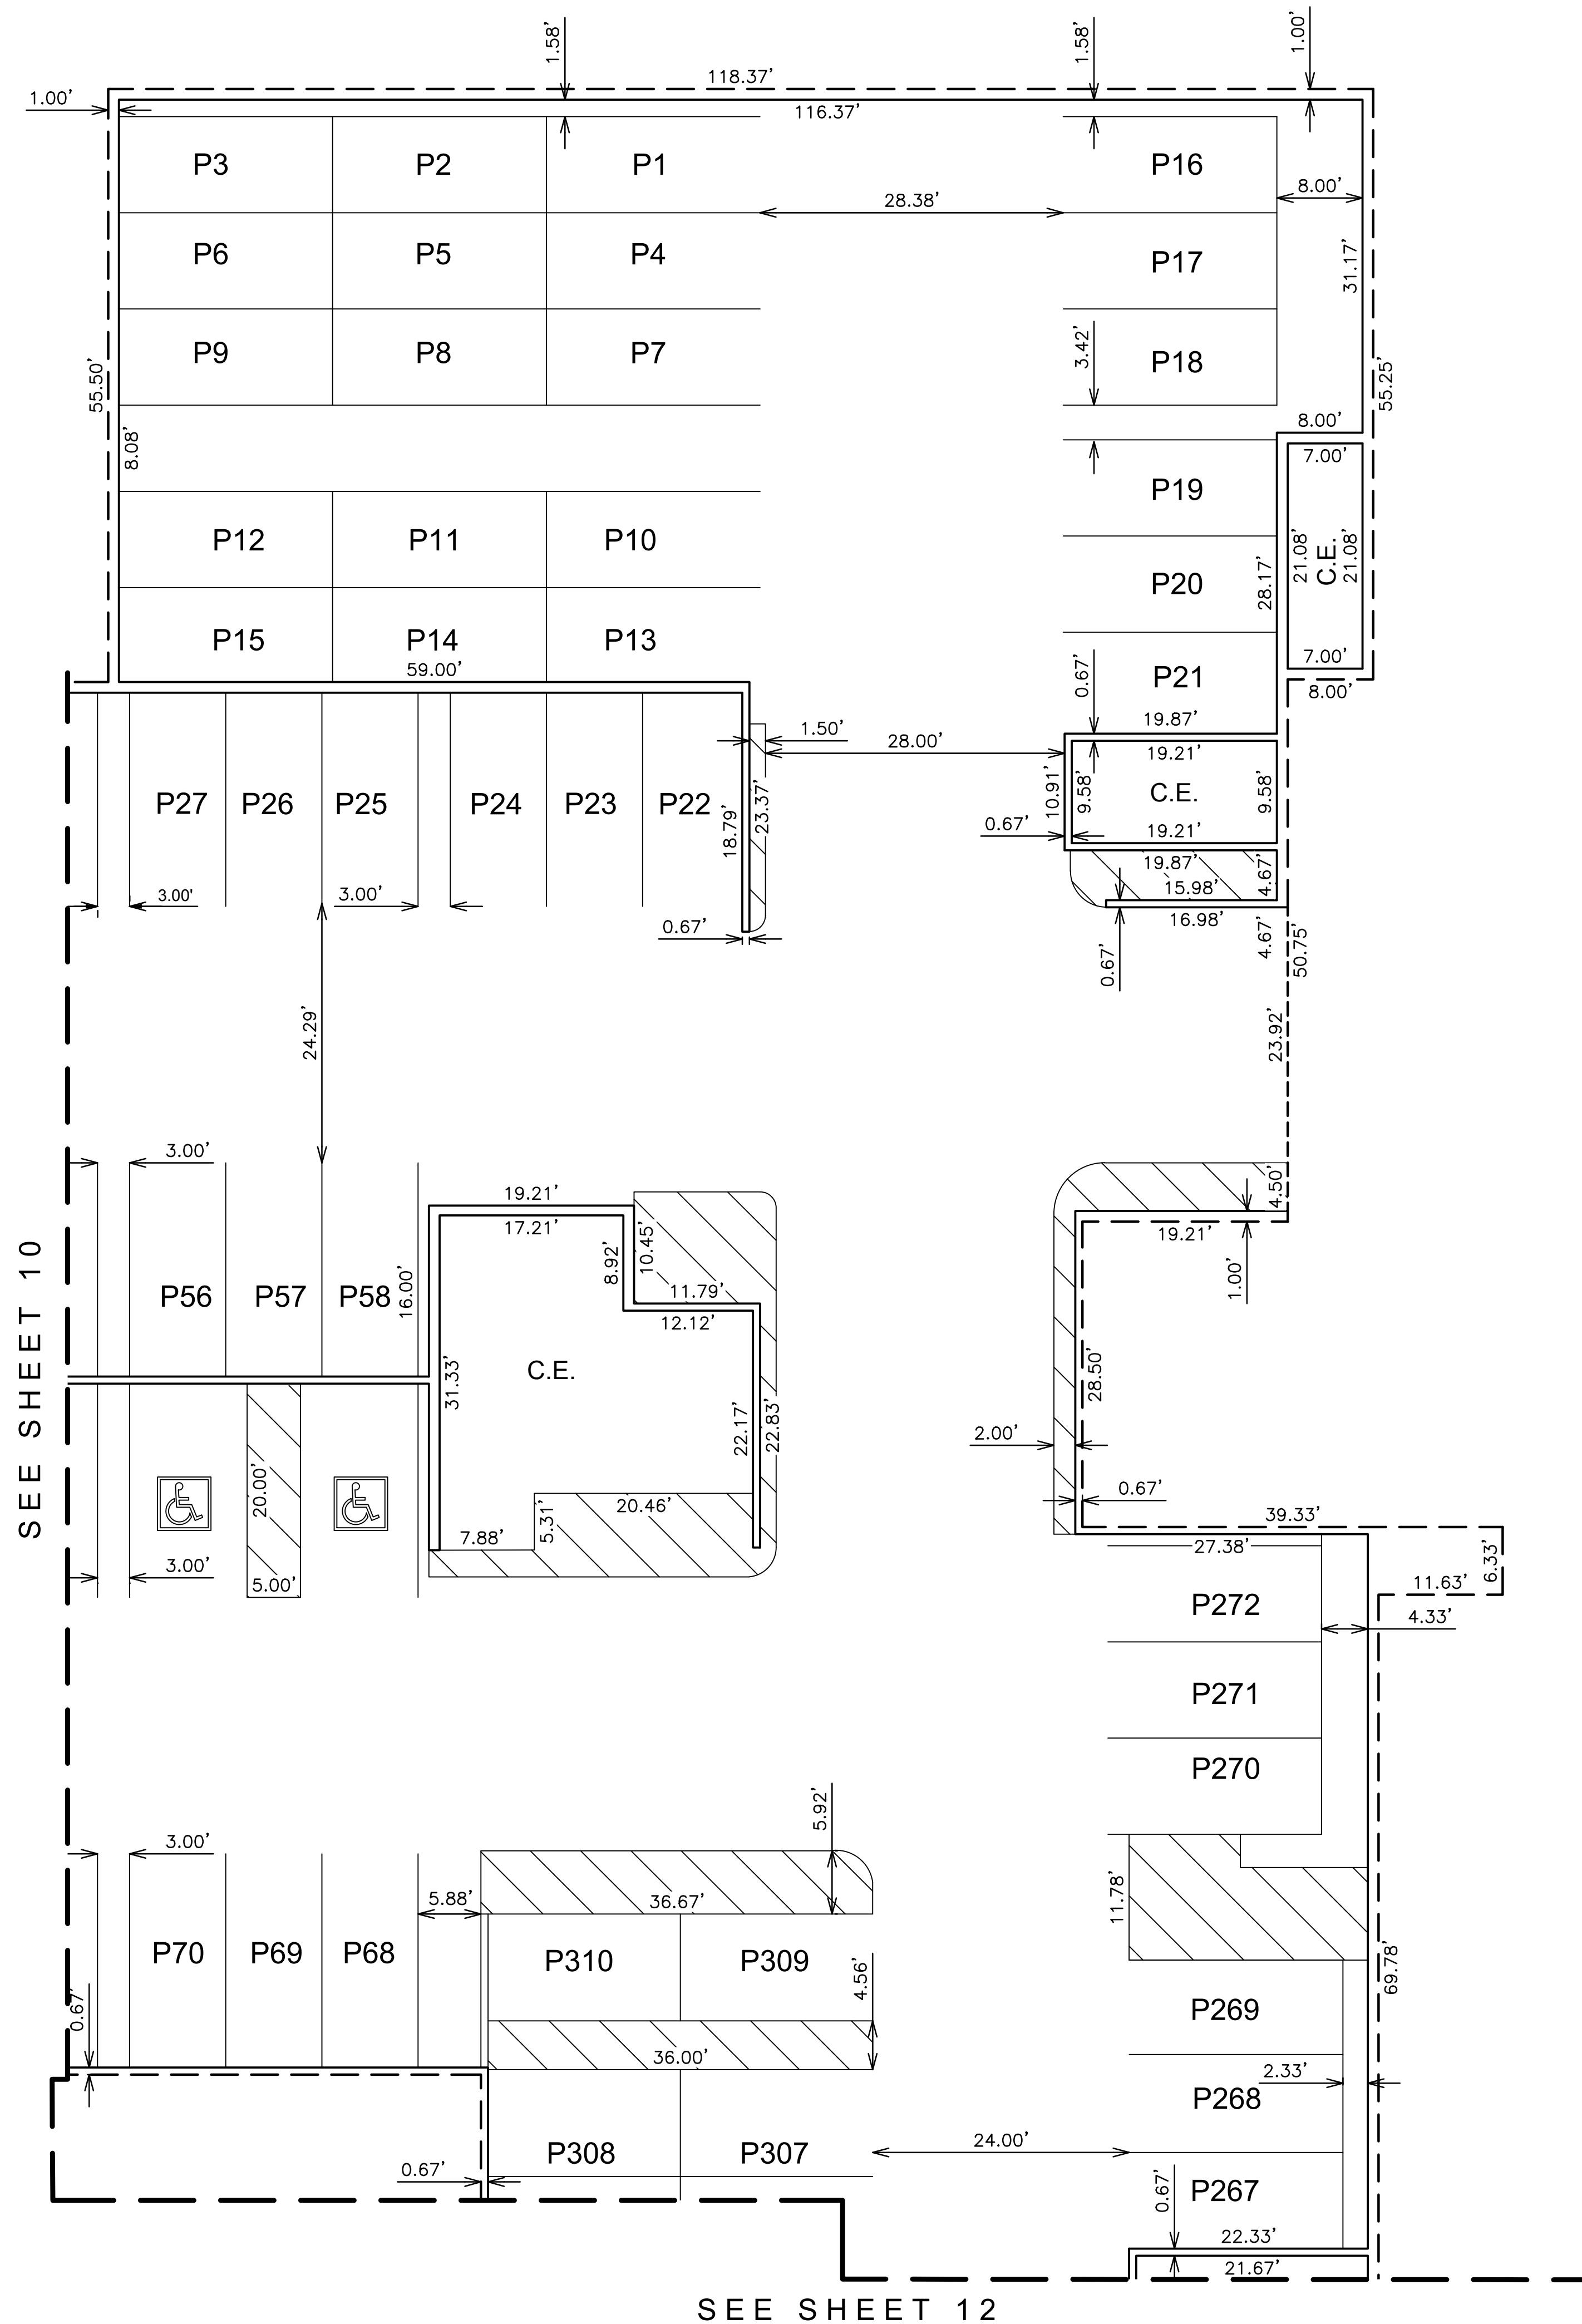 1.58’
1.58’
1.00’
118.37’
1.00’
116.37’
P3
P2
P1
P16
8.00’
28.38’
P6
P5
P4
P17
31.17’
P9
P8
P7
3.42’
P18
55.50’
55.25’
8.08’
8.00’
7.00’
P19
P12
P11
P10
21.08’
C.E.
21.08’
P20
28.17’
P15
P14
P13
59.00’
0.67’
P21
7.00’
8.00’
19.87’
1.50’
28.00’
19.21’
P27
P26
P25
P24
P23
P22
18.79’
23.37’
10.91’
9.58’
C.E.
9.58’
0.67’
19.21’
19.87’
4.67’
15.98’
3.00'
3.00’
16.98’
0.67’
0.67’
4.67’
50.75’
24.29’
23.92’
3.00’
4.50’
19.21’
17.21’
8.92’
10.45’
19.21’
1.00’
P56
P57
P58
16.00’
11.79’
12.12’
SEE SHEET 10
31.33’
C.E.
22.17’
22.83’
28.50’
2.00’
20.00’
20.46’
5.31’
7.88’
0.67’
39.33’
27.38’
6.33’
3.00’
5.00’
11.63’
P272
4.33’
P271
P270
5.92’
3.00’
5.88’
36.67’
11.78’
P70
P69
P68
P310
P309
4.56’
69.78’
0.67’
P269
36.00’
2.33’
P268
P308
P307
24.00’
0.67’
0.67’
P267
22.33’
21.67’
SEE SHEET 12